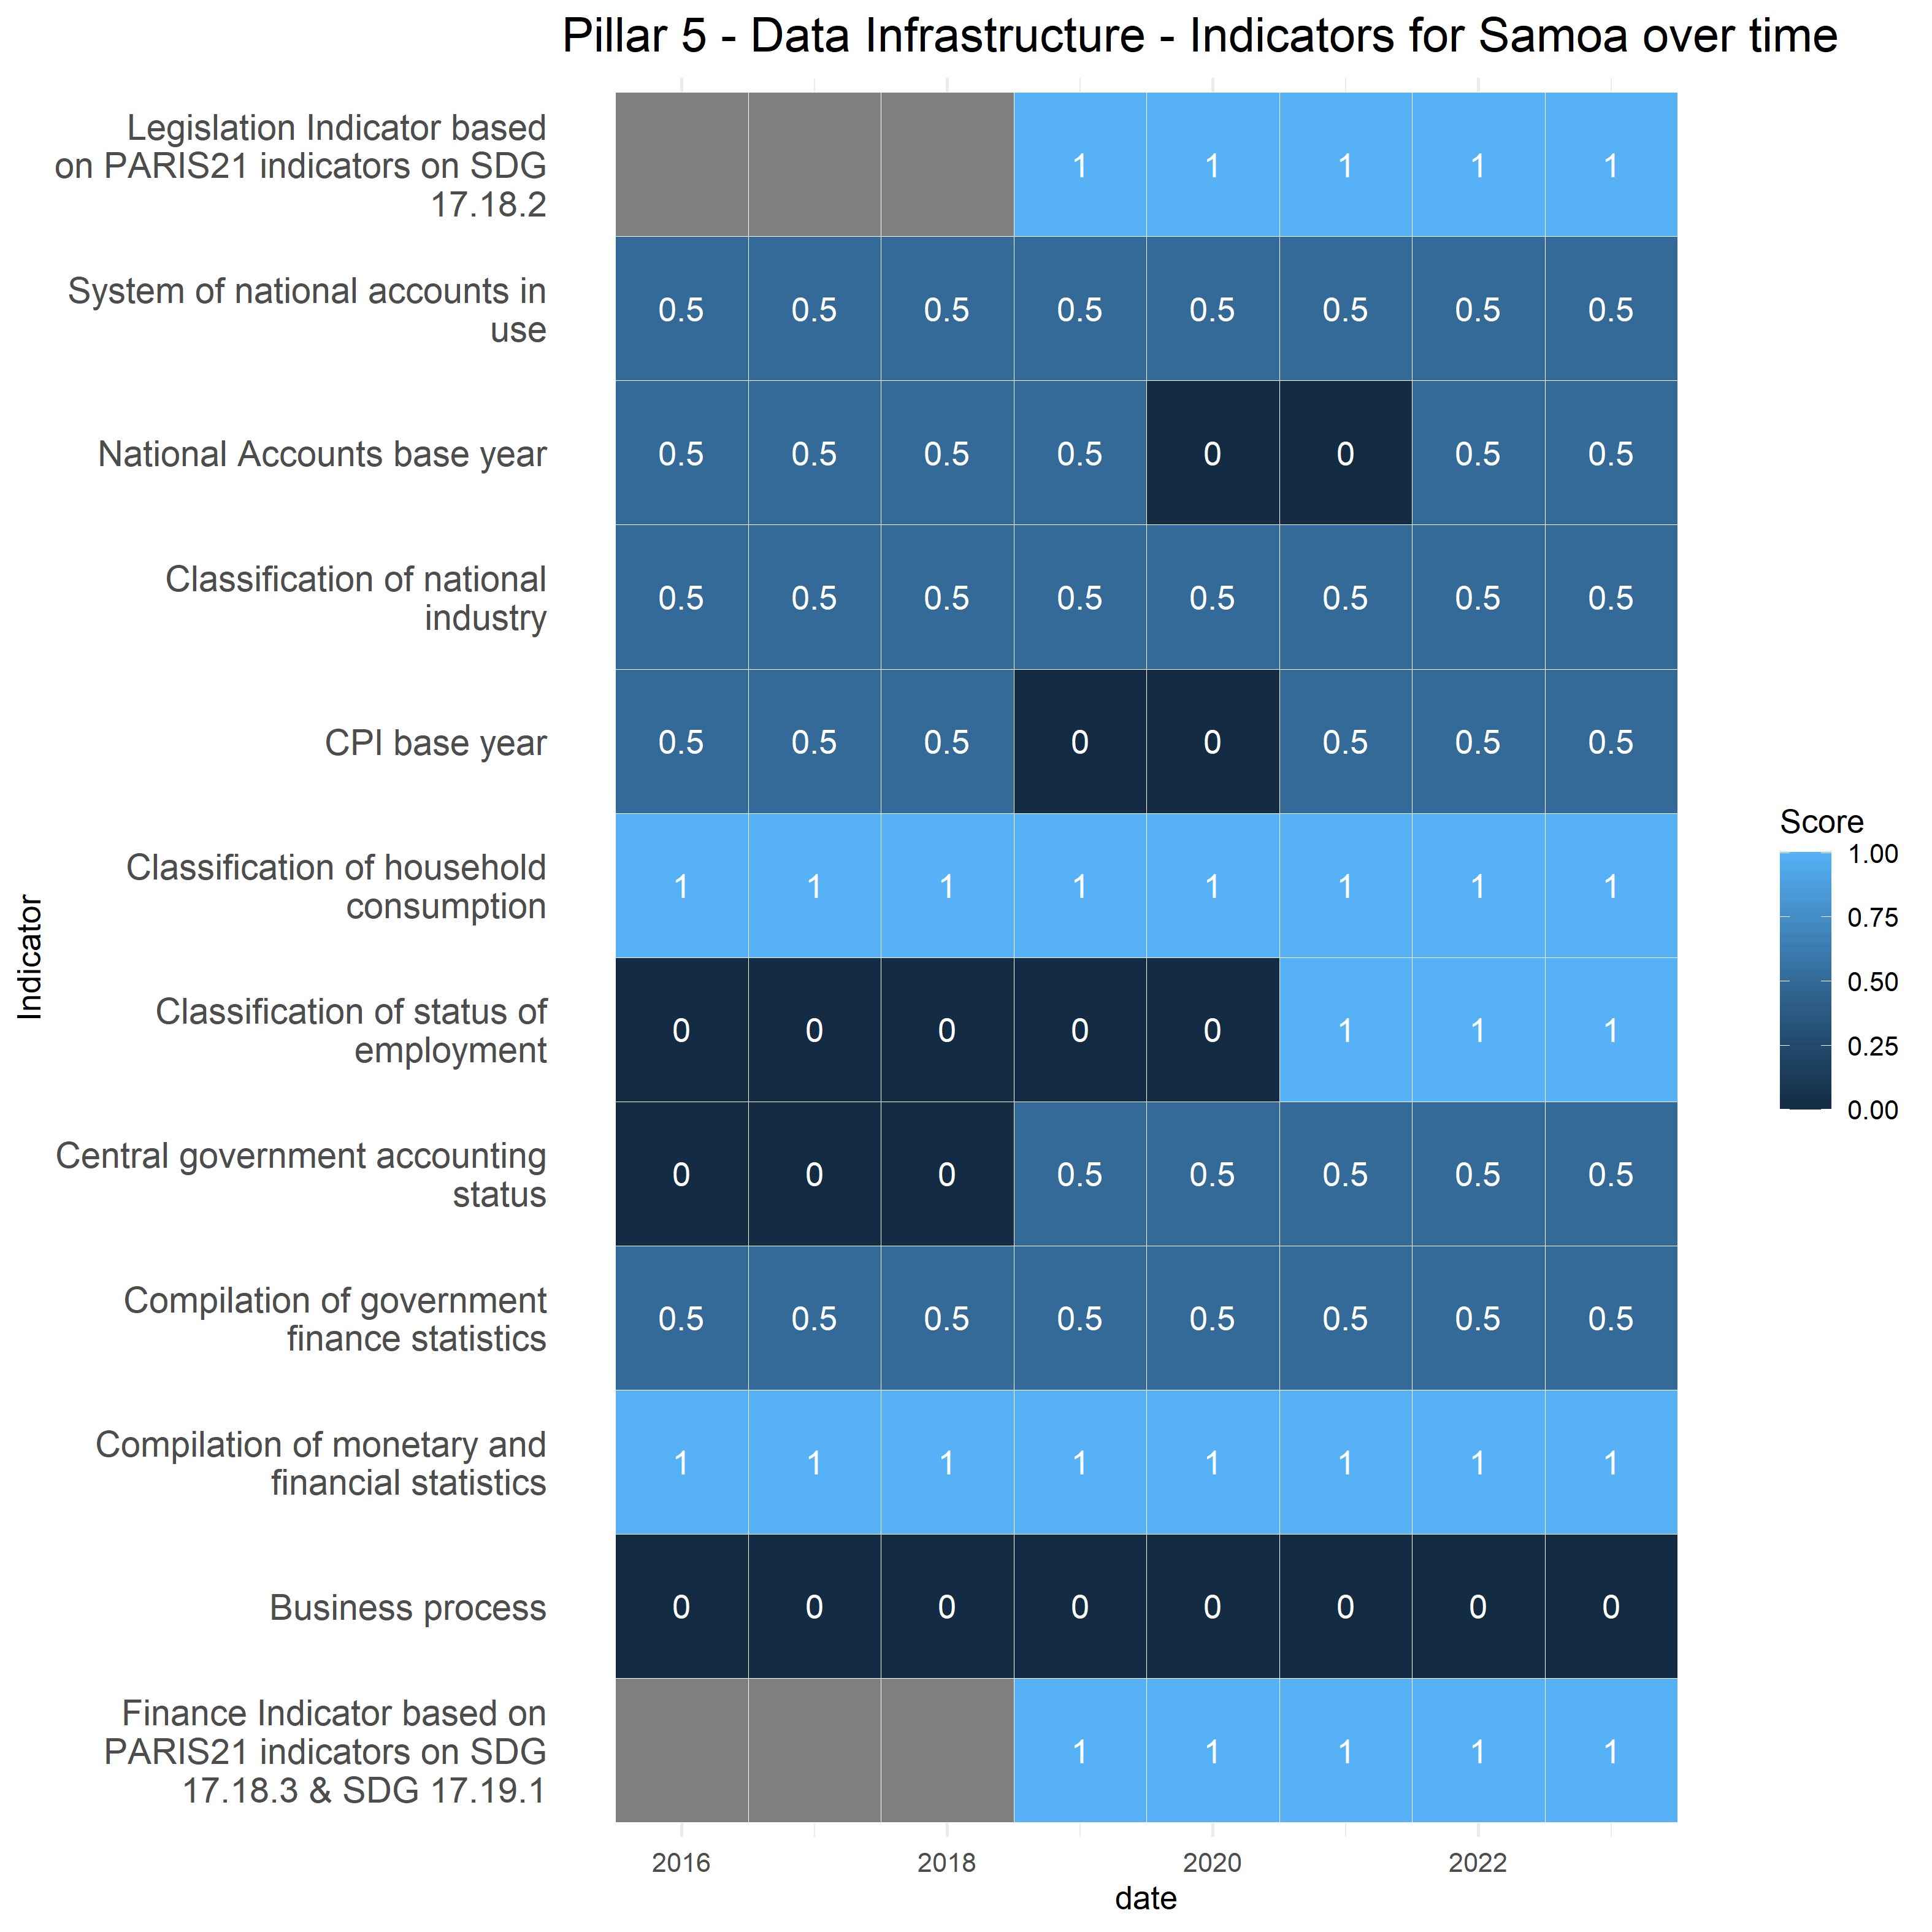 Pillar 5 - Data Infrastructure - Indicators for Samoa over time
Legislation Indicator based
on PARIS21 indicators on SDG
17.18.2
1 1 1 1 1
System of national accounts in
use
0.5 0.5 0.5 0.5 0.5 0.5 0.5 0.5
National Accounts base year
0.5 0.5 0.5 0.5 0 0 0.5 0.5
Classification of national
industry
0.5 0.5 0.5 0.5 0.5 0.5 0.5 0.5
CPI base year
0.5 0.5 0.5 0 0 0.5 0.5 0.5
Classification of household
consumption
1 1 1 1 1 1 1 1
Classification of status of
employment
0 0 0 0 0 1 1 1
Central government accounting
status
0 0 0 0.5 0.5 0.5 0.5 0.5
Compilation of government
finance statistics
0.5 0.5 0.5 0.5 0.5 0.5 0.5 0.5
Compilation of monetary and
financial statistics
1 1 1 1 1 1 1 1
Business process
0 0 0 0 0 0 0 0
Finance Indicator based on
PARIS21 indicators on SDG
17.18.3 & SDG 17.19.1
1 1 1 1 1
2016 2018 2020 2022
date
Indicator
Score
1.00
0.75
0.50
0.25
0.00